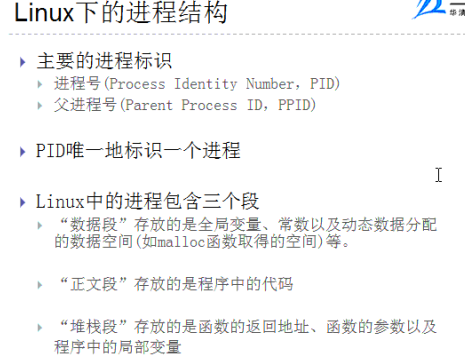 Linux下的进程结构
华清
主要的进程标识
进程号(Process Identity Number，PID)
父进程号(Parent Process ID，PPID)
PID唯一地标识一个进程
Linux中的进程包含三个段
“数据段”存放的是全局变量、常数以及动态数据分配
的数据空间(如malloc函数取得的空间)等。
“正文段”存放的是程序中的代码
“堆栈段”存放的是函数的返回地址、函数的参数以及
程序中的局部变量